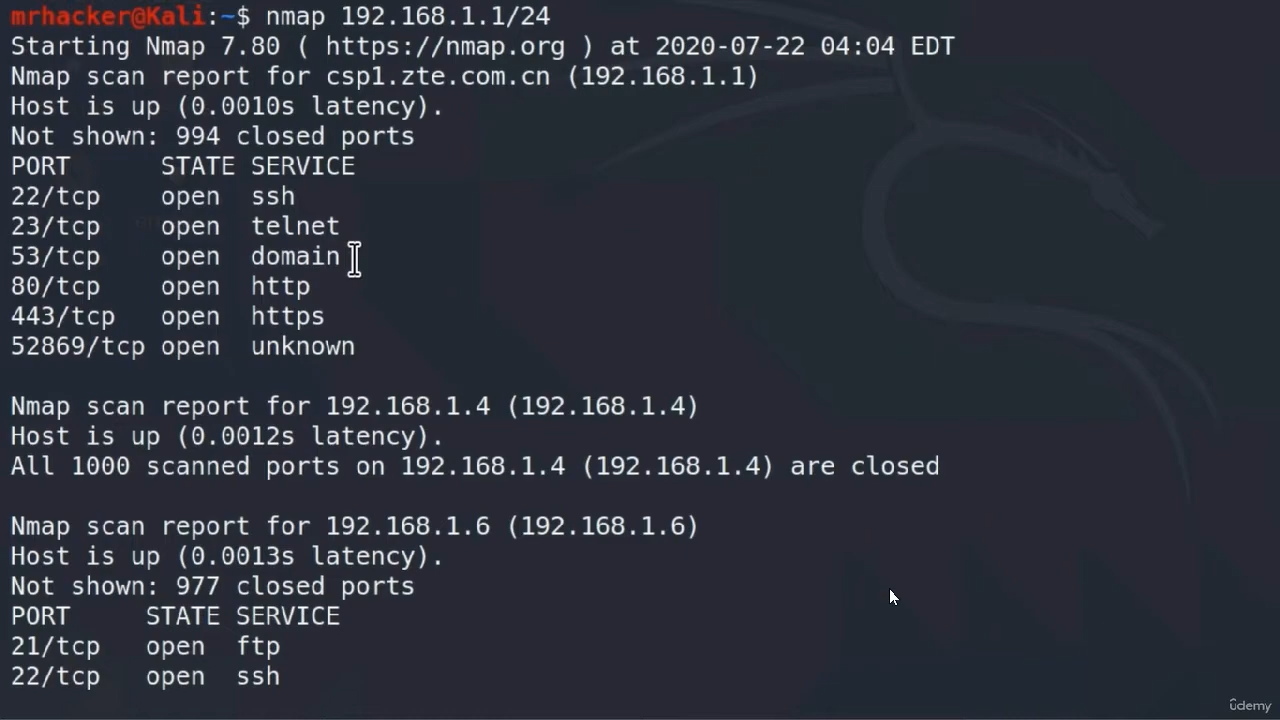 mrhacker@Kali:~$ nmap 192.168.1.1/24
Starting Nmap 7.80 ( https://nmap.org ) at 2020-07-22 04:04 EDT
Nmap scan report for csp1.zte.com.cn (192.168.1.1)
Host is up (0.0010s latency).
Not shown: 994 closed ports
PORT      STATE SERVICE
22/tcp    open  ssh
23/tcp    open  telnet
53/tcp    open  domain
80/tcp    open  http
443/tcp   open  https
52869/tcp open  unknown
Nmap scan report for 192.168.1.4 (192.168.1.4)
Host is up (0.0012s latency).
All 1000 scanned ports on 192.168.1.4 (192.168.1.4) are closed
Nmap scan report for 192.168.1.6 (192.168.1.6)
Host is up (0.0013s latency).
Not shown: 977 closed ports
PORT     STATE SERVICE
21/tcp   open  ftp
22/tcp   open  ssh
ûdemy